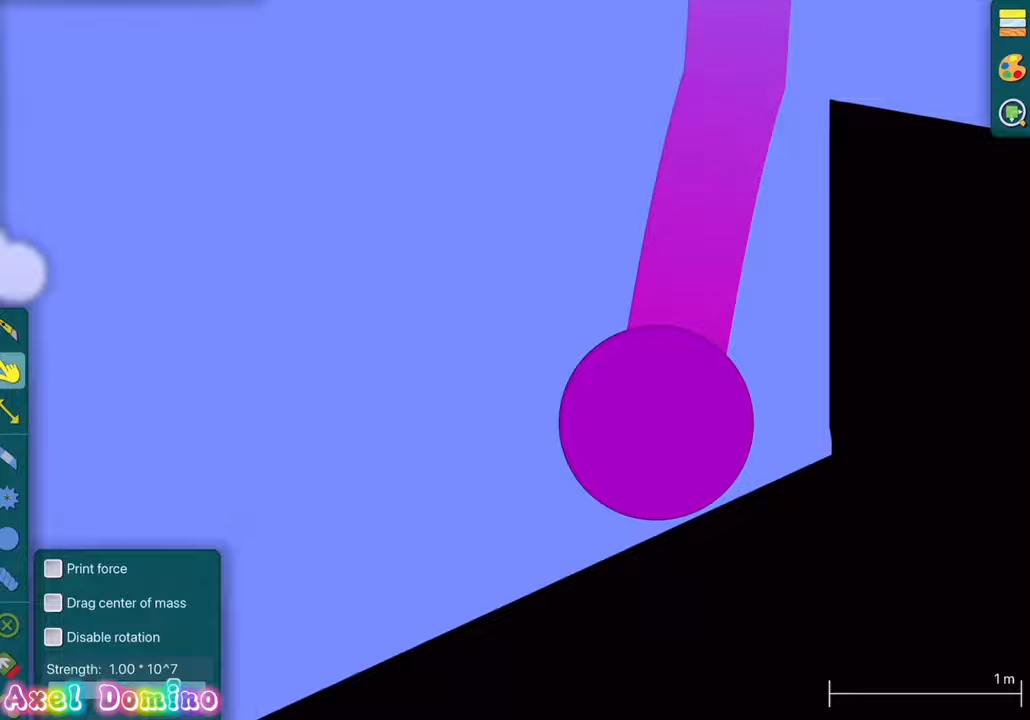 Print force
Drag center of mass
Disable rotation
Strength: 1.00 * 10^7
Axel Domino
1 m